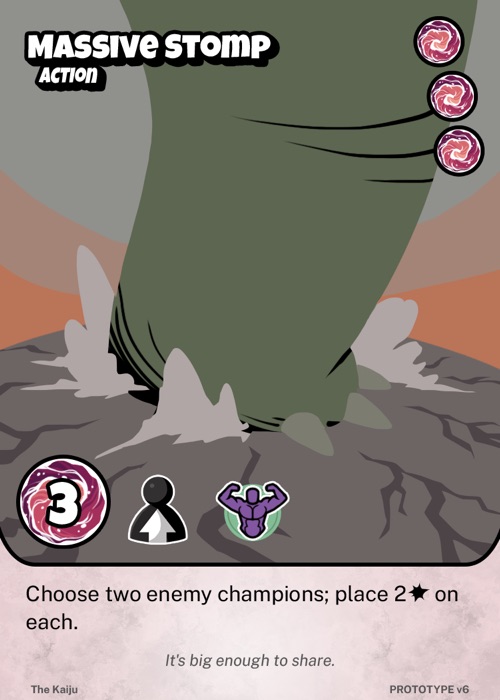 MASSIVE STOMP
ACTION
3
Choose two enemy champions; place 2✸ on
each.
It's big enough to share.
The Kaiju
PROTOTYPE v6